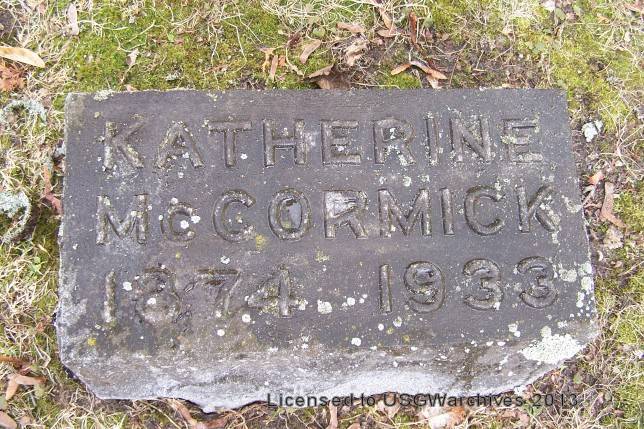 KATHERINE
McCORMICK
1874 1933
Licensed to USGWarchives 2013